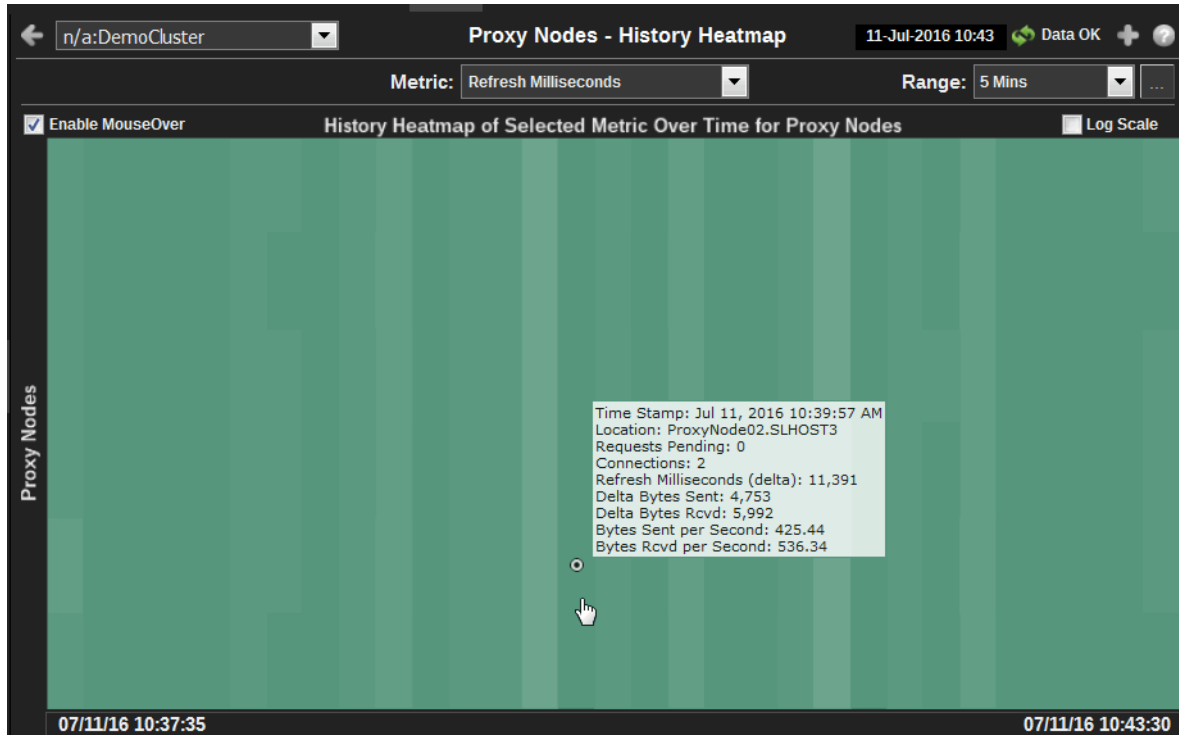 n/a:DemoCluster Proxy Nodes - History Heatmap 11-Jul-2016 10:43 Data OK
Metric: Refresh Milliseconds Range: 5 Mins ...
Enable MouseOver History Heatmap of Selected Metric Over Time for Proxy Nodes Log Scale
Proxy Nodes
Time Stamp: Jul 11, 2016 10:39:57 AM
Location: ProxyNode02.SLHOST3
Requests Pending: 0
Connections: 2
Refresh Milliseconds (delta): 11,391
Delta Bytes Sent: 4,753
Delta Bytes Rcvd: 5,992
Bytes Sent per Second: 425.44
Bytes Rcvd per Second: 536.34
07/11/16 10:37:35 07/11/16 10:43:30